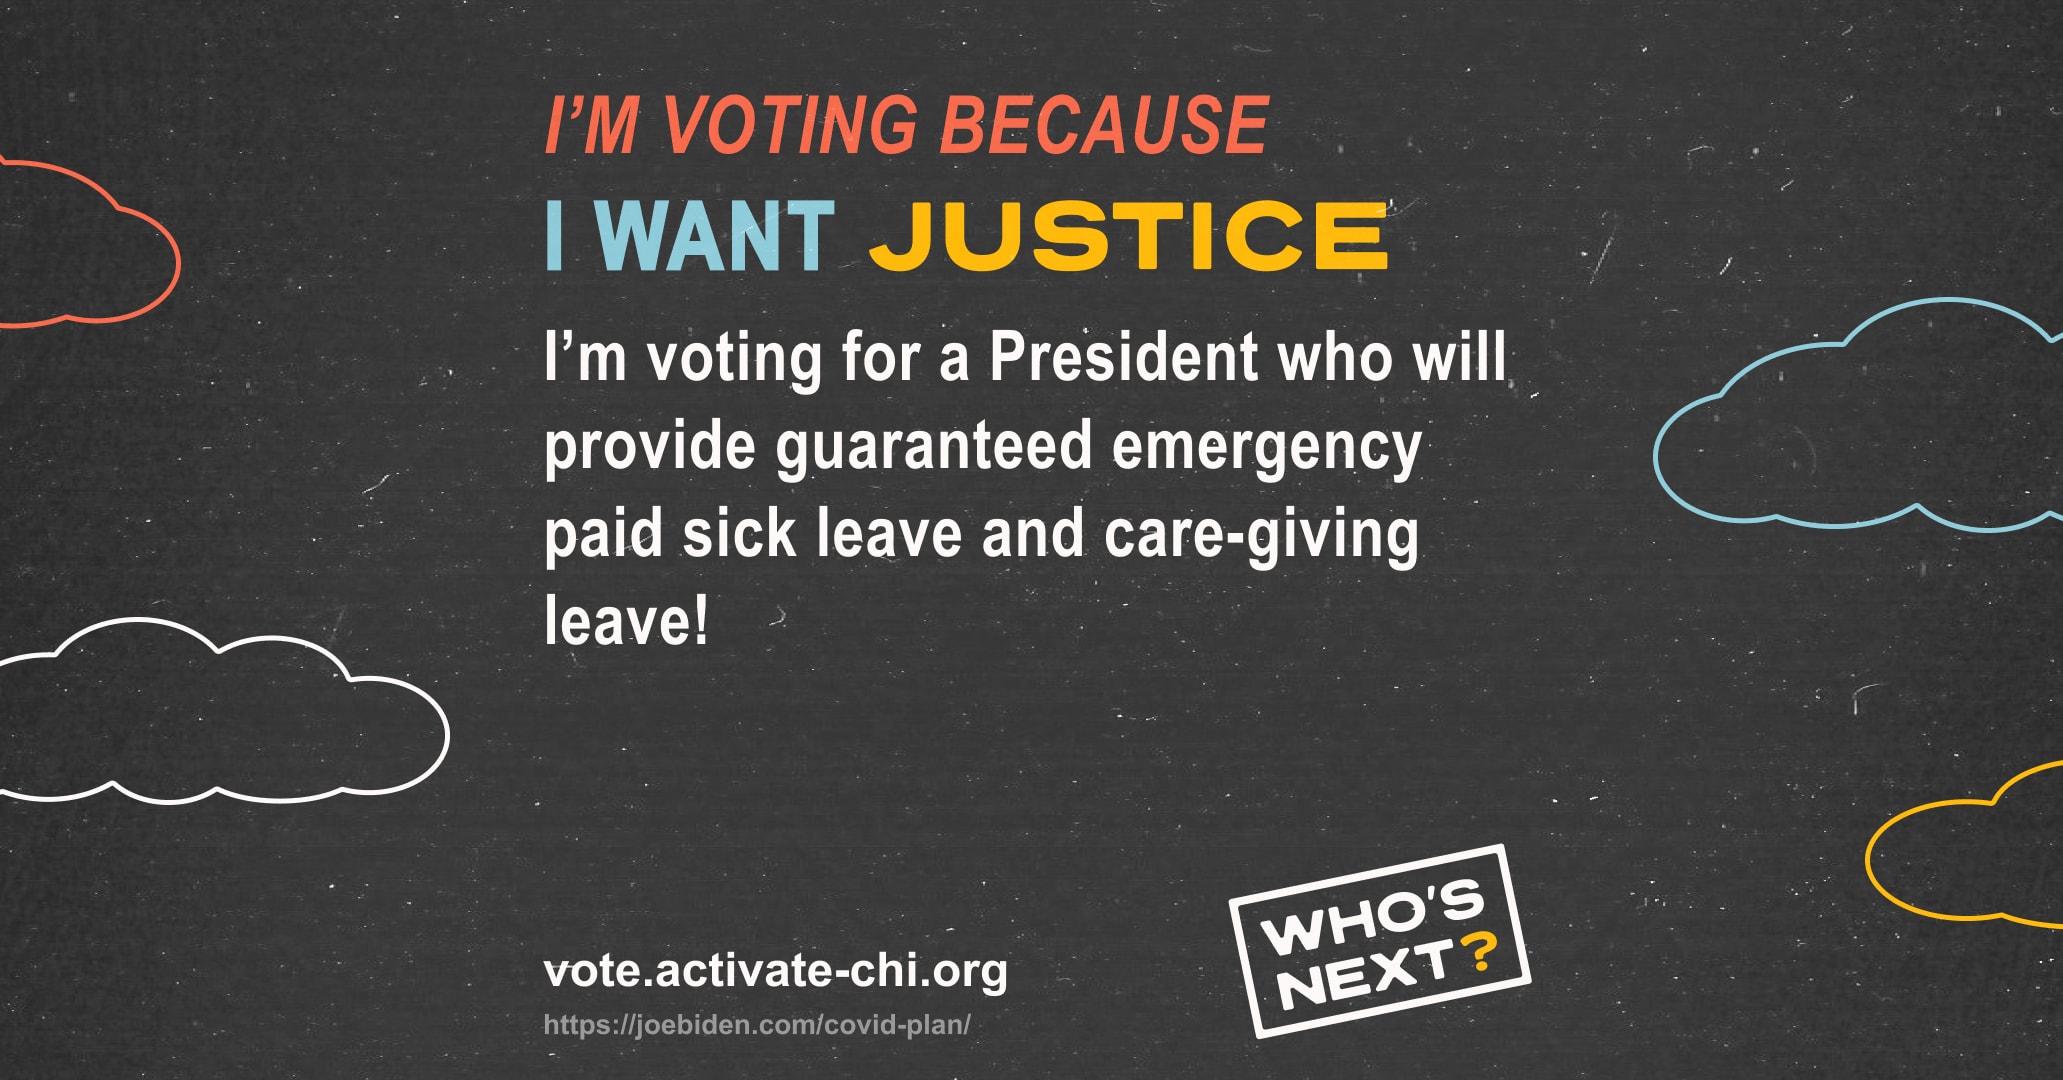 I’M VOTING BECAUSE
I WANT JUSTICE
I’m voting for a President who will
provide guaranteed emergency
paid sick leave and care-giving
leave!
vote.activate-chi.org
https://joebiden.com/covid-plan/
WHO’S
NEXT?